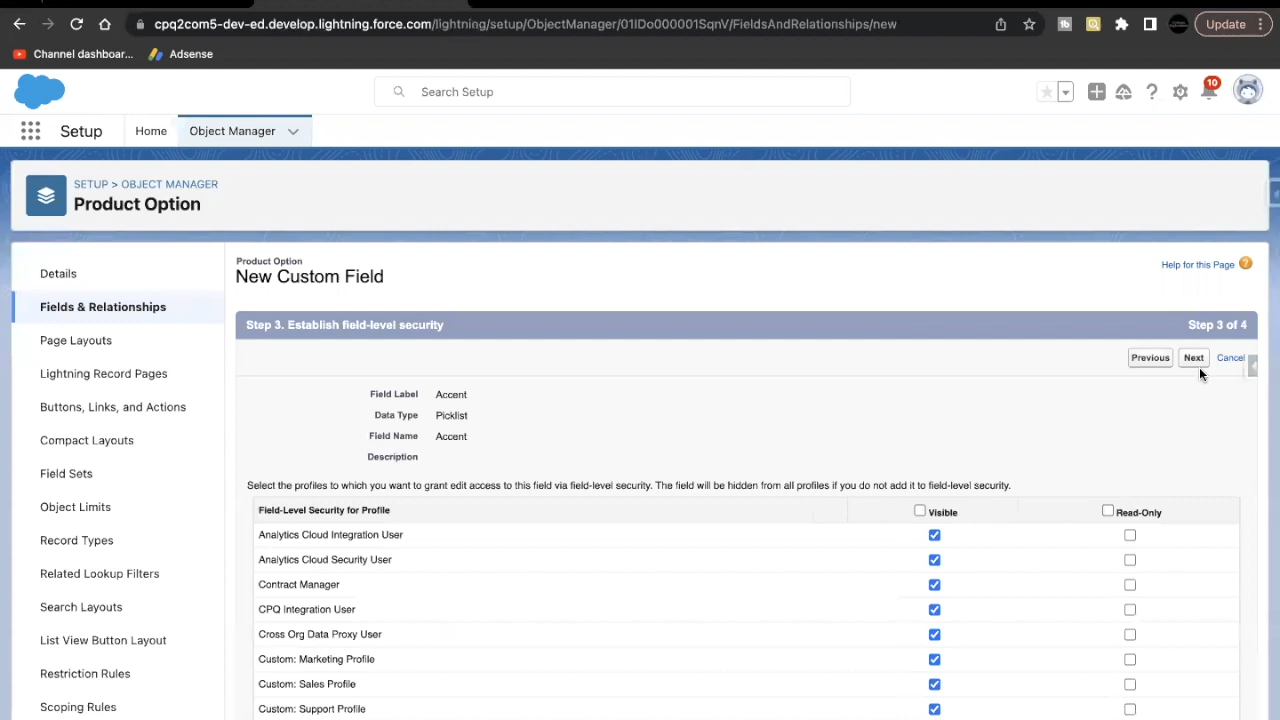 cpq2com5-dev-ed.develop.lightning.force.com/lightning/setup/ObjectManager/01IDo000001SqnV/FieldsAndRelationships/new
Update
Channel dashboar...
Adsense
Search Setup
10
Setup
Home
Object Manager
SETUP > OBJECT MANAGER
Product Option
Details
Fields & Relationships
Page Layouts
Lightning Record Pages
Buttons, Links, and Actions
Compact Layouts
Field Sets
Object Limits
Record Types
Related Lookup Filters
Search Layouts
List View Button Layout
Restriction Rules
Scoping Rules
Product Option
New Custom Field
Help for this Page
Step 3. Establish field-level security
Step 3 of 4
Previous
Next
Cancel
Field Label Accent
Data Type Picklist
Field Name Accent
Description
Select the profiles to which you want to grant edit access to this field via field-level security. The field will be hidden from all profiles if you do not add it to field-level security.
Field-Level Security for Profile Visible Read-Only
Analytics Cloud Integration User
Analytics Cloud Security User
Contract Manager
CPQ Integration User
Cross Org Data Proxy User
Custom: Marketing Profile
Custom: Sales Profile
Custom: Support Profile